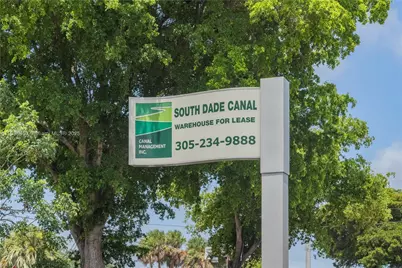 SOUTH DADE CANAL
WAREHOUSE FOR LEASE
305-234-9888
CANAL
MANAGEMENT
INC.